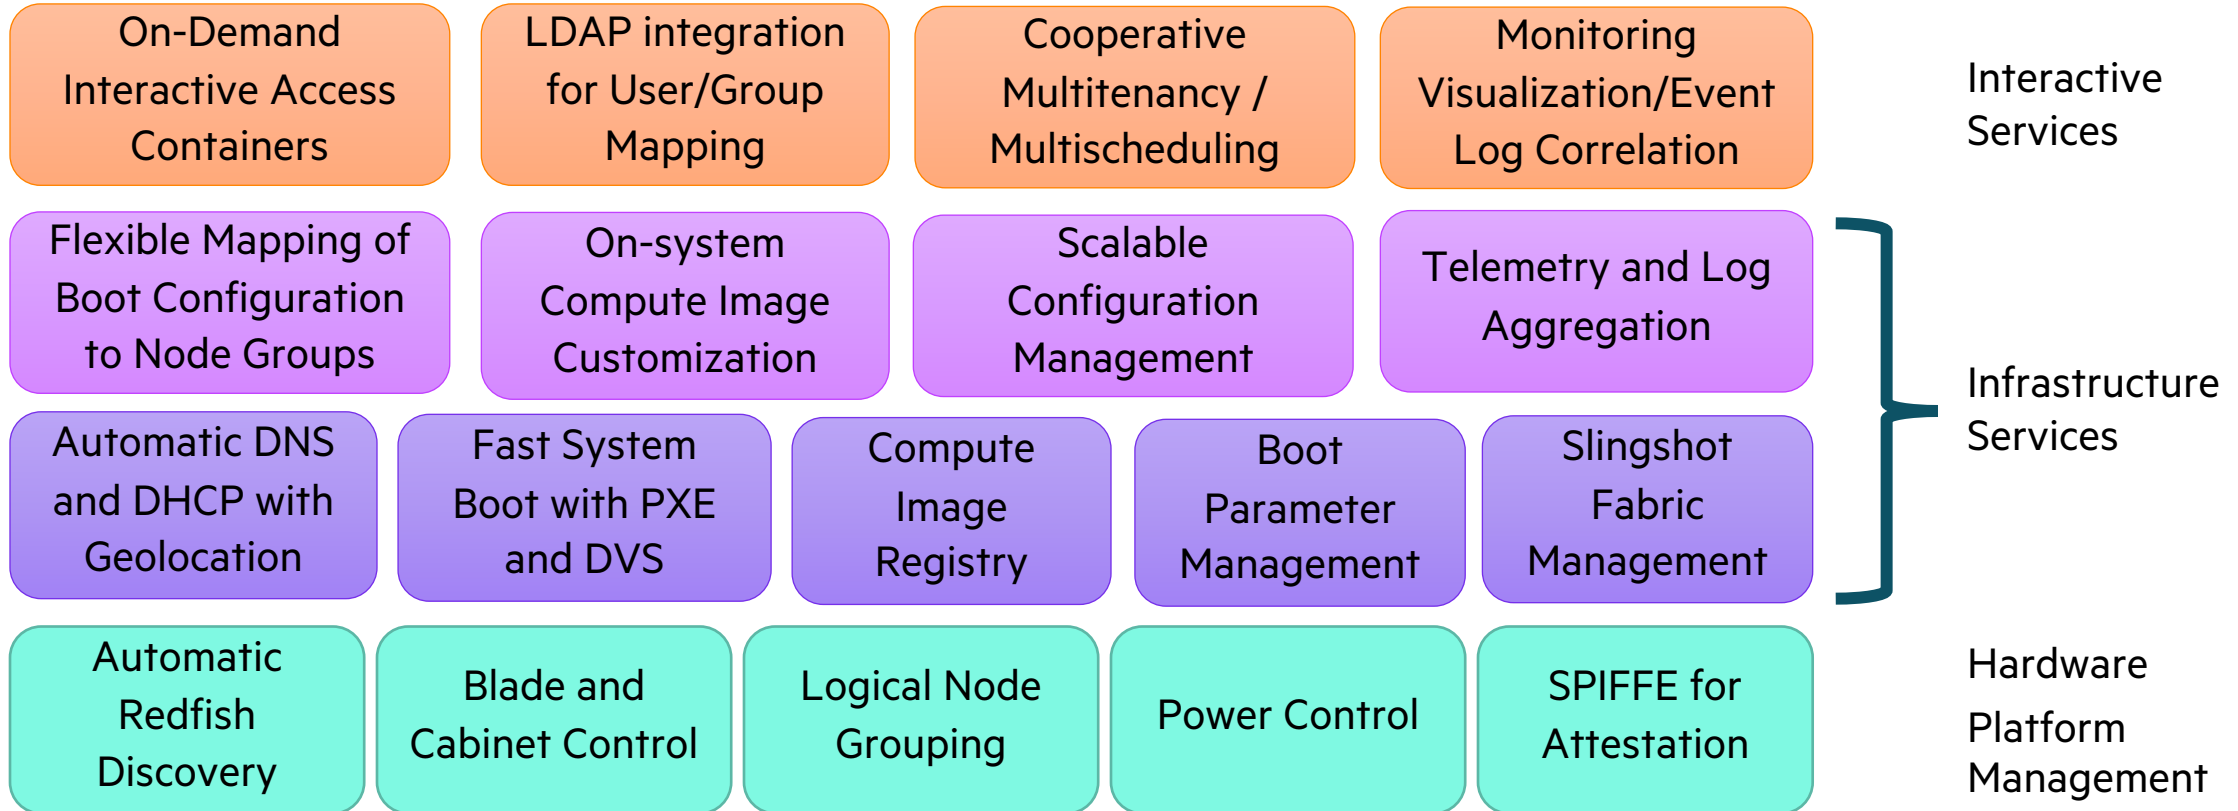 On-Demand
Interactive Access
Containers
LDAP integration
for User/Group
Mapping
Cooperative
Multitenancy /
Multischeduling
Monitoring
Visualization/Event
Log Correlation
Interactive
Services
Flexible Mapping of
Boot Configuration
to Node Groups
On-system
Compute Image
Customization
Scalable
Configuration
Management
Telemetry and Log
Aggregation
Automatic DNS
and DHCP with
Geolocation
Fast System
Boot with PXE
and DVS
Compute
Image
Registry
Boot
Parameter
Management
Slingshot
Fabric
Management
Infrastructure
Services
Automatic
Redfish
Discovery
Blade and
Cabinet Control
Logical Node
Grouping
Power Control
SPIFFE for
Attestation
Hardware
Platform
Management